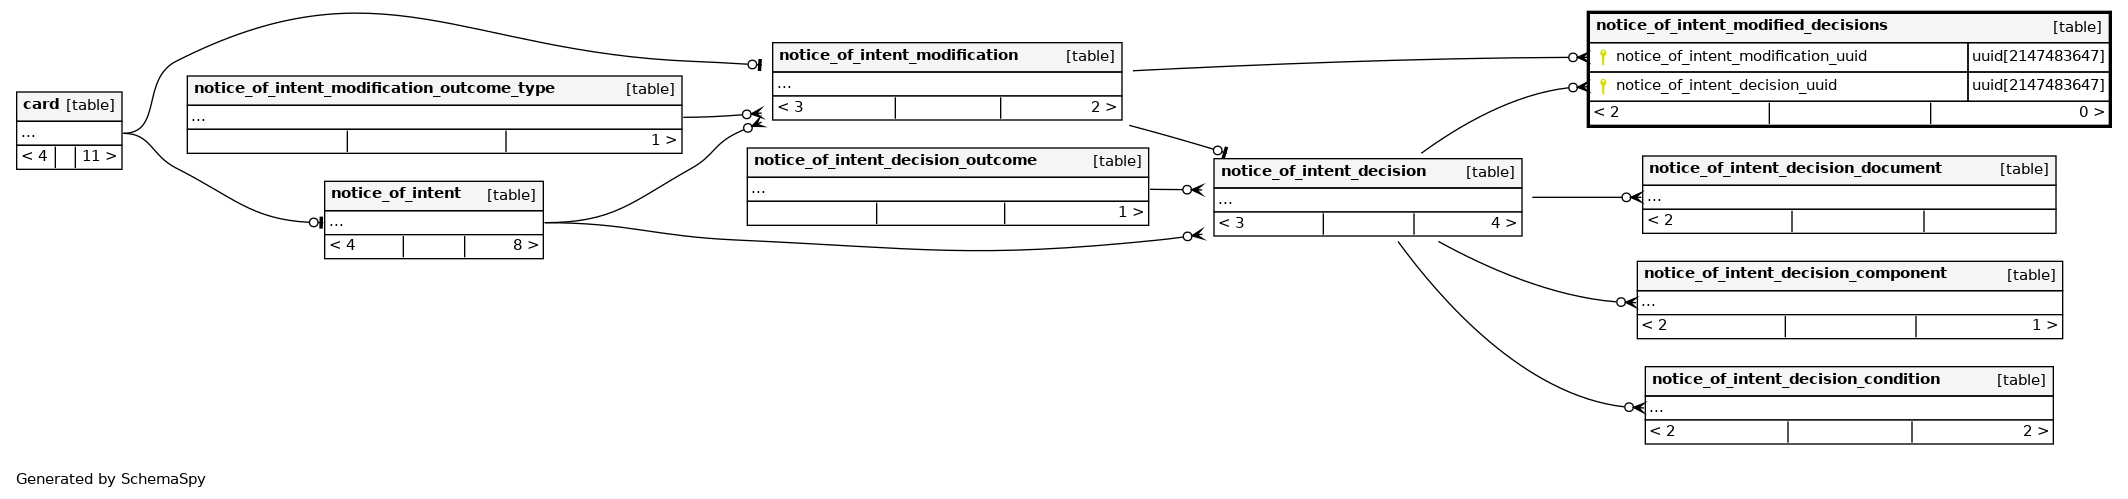 card [table]
...
< 4 11 >
notice_of_intent_modification_outcome_type [table]
...
1 >
notice_of_intent [table]
...
< 4 8 >
notice_of_intent_modification [table]
...
< 3 2 >
notice_of_intent_decision_outcome [table]
...
1 >
notice_of_intent_decision [table]
...
< 3 4 >
notice_of_intent_modified_decisions [table]
notice_of_intent_modification_uuid uuid[2147483647]
notice_of_intent_decision_uuid uuid[2147483647]
< 2 0 >
notice_of_intent_decision_document [table]
...
< 2
notice_of_intent_decision_component [table]
...
< 2 1 >
notice_of_intent_decision_condition [table]
...
< 2 2 >
Generated by SchemaSpy